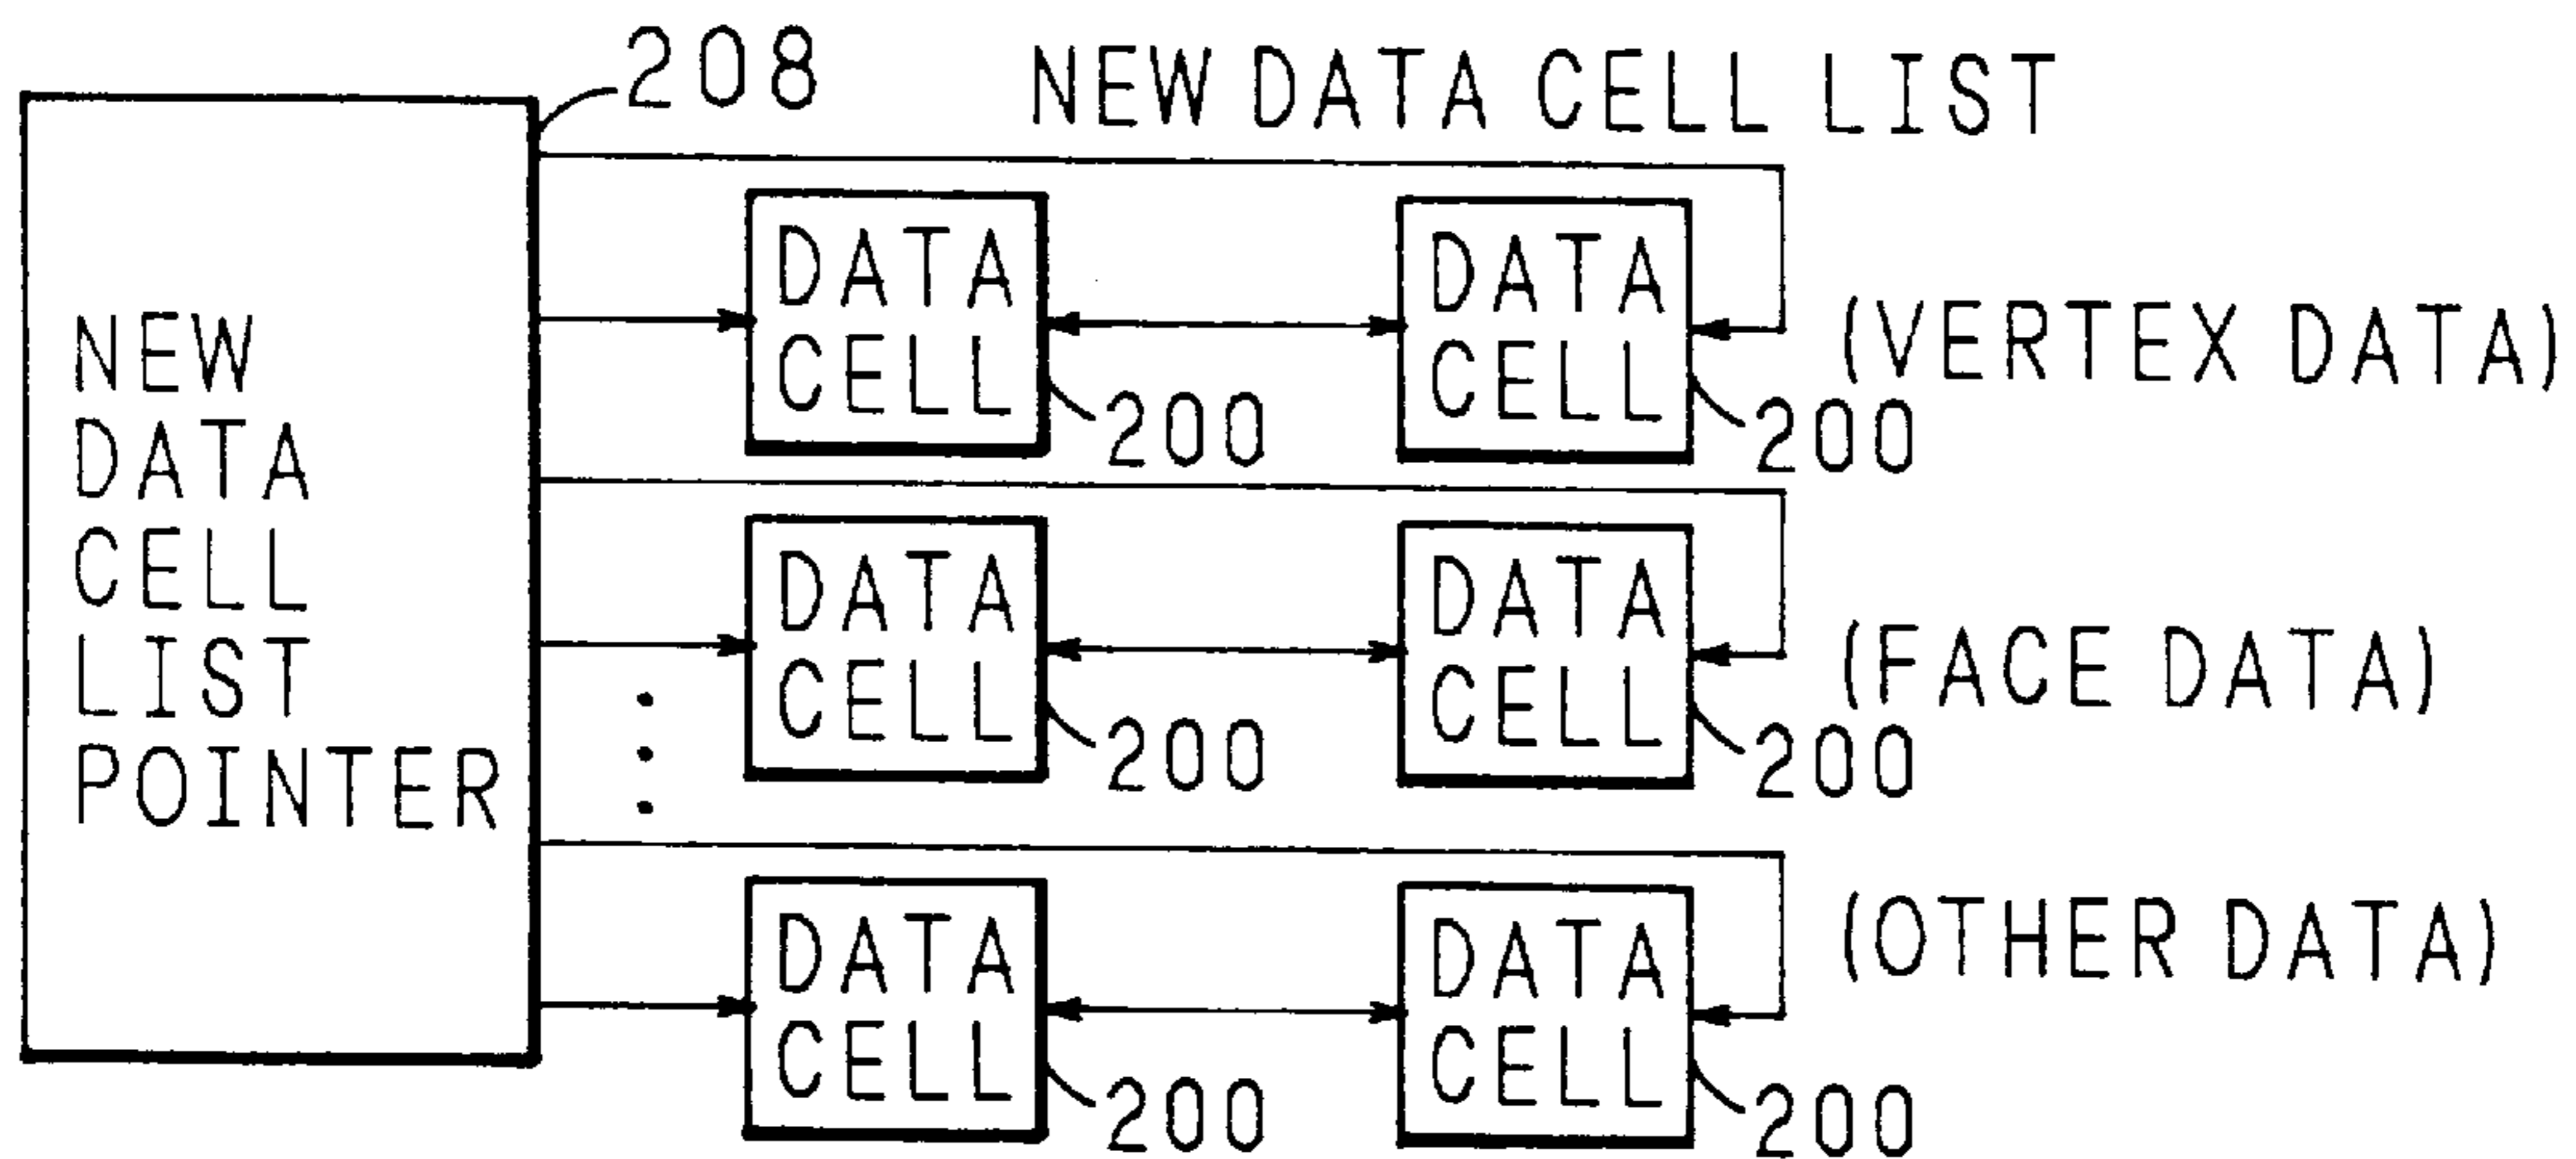 208
NEW DATA CELL LIST
NEW
DATA
CELL
LIST
POINTER
DATA
CELL
200
DATA
CELL
200
(VERTEX DATA)
DATA
CELL
200
DATA
CELL
200
(FACE DATA)
DATA
CELL
200
DATA
CELL
200
(OTHER DATA)